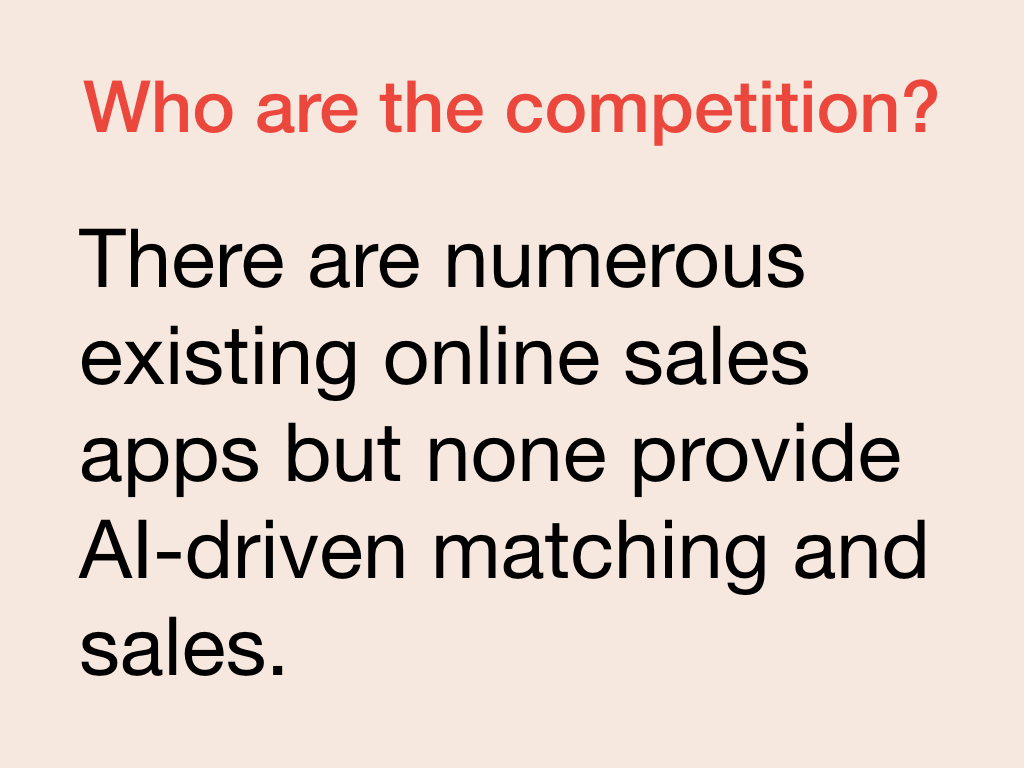 Who are the competition?
There are numerous
existing online sales
apps but none provide
AI-driven matching and
sales.